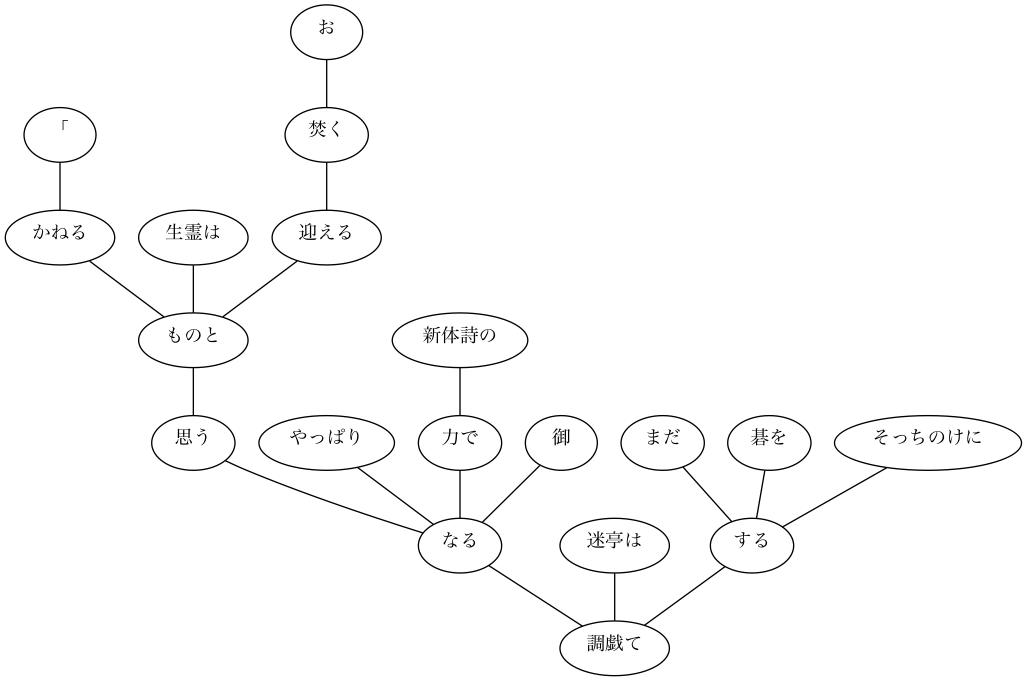 お
「
焚く
かねる
生霊は
迎える
ものと
新体詩の
思う
やっぱり
力で
御
まだ
碁を
そっちのけに
なる
迷亭は
する
調戯て